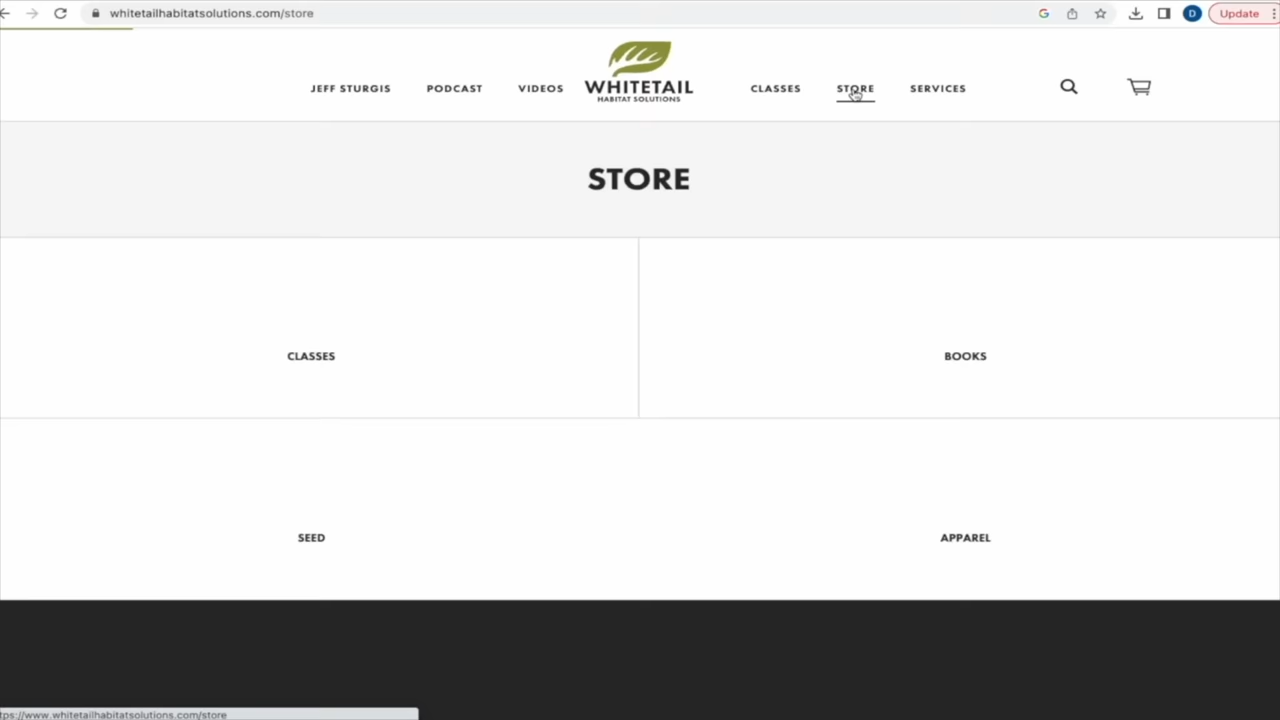 whitetailhabitatsolutions.com/store
G
D
Update
JEFF STURGIS
PODCAST
VIDEOS
WHITETAIL
HABITAT SOLUTIONS
CLASSES
STORE
SERVICES
STORE
CLASSES
BOOKS
SEED
APPAREL
tps://www.whitetailhabitatsolutions.com/store